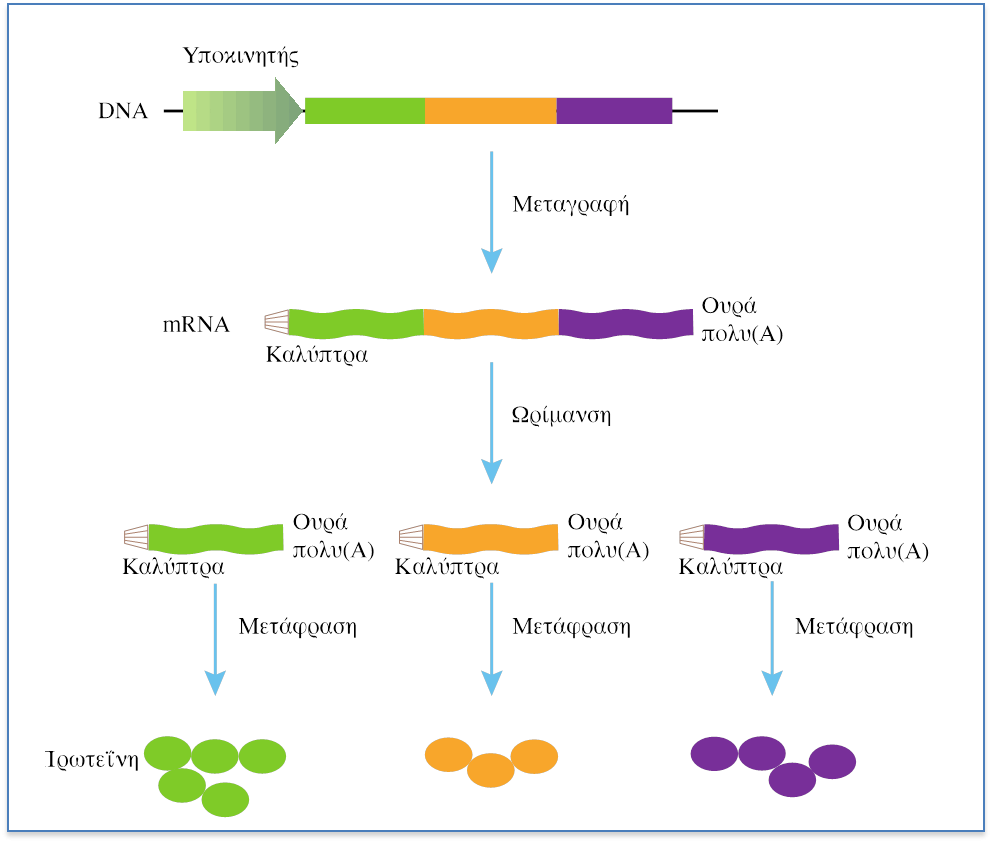 Υποκινητής
DNA
Μεταγραφή
mRNA
Ουρά
πολυ(Α)
Καλύπτρα
Ωρίμανση
Ουρά
πολυ(Α)
Καλύπτρα
Ουρά
πολυ(Α)
Καλύπτρα
Ουρά
πολυ(Α)
Καλύπτρα
Μετάφραση
Μετάφραση
Μετάφραση
Πρωτεΐνη